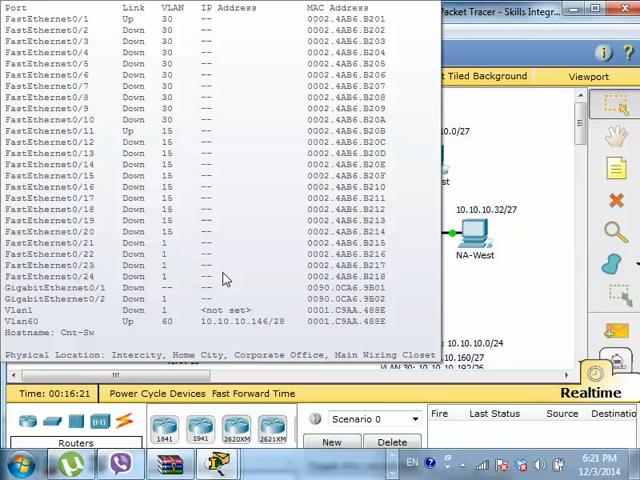 Port Link VLAN IP Address MAC Address
FastEthernet0/1 Up 30 -- 0002.4AB6.B201
FastEthernet0/2 Down 30 -- 0002.4AB6.B202
FastEthernet0/3 Down 30 -- 0002.4AB6.B203
FastEthernet0/4 Down 30 -- 0002.4AB6.B204
FastEthernet0/5 Down 30 -- 0002.4AB6.B205
FastEthernet0/6 Down 30 -- 0002.4AB6.B206
FastEthernet0/7 Down 30 -- 0002.4AB6.B207
FastEthernet0/8 Down 30 -- 0002.4AB6.B208
FastEthernet0/9 Down 30 -- 0002.4AB6.B209
FastEthernet0/10 Down 30 -- 0002.4AB6.B20A
FastEthernet0/11 Up 15 -- 0002.4AB6.B20B
FastEthernet0/12 Down 15 -- 0002.4AB6.B20C
FastEthernet0/13 Down 15 -- 0002.4AB6.B20D
FastEthernet0/14 Down 15 -- 0002.4AB6.B20E
FastEthernet0/15 Down 15 -- 0002.4AB6.B20F
FastEthernet0/16 Down 15 -- 0002.4AB6.B210
FastEthernet0/17 Down 15 -- 0002.4AB6.B211
FastEthernet0/18 Down 15 -- 0002.4AB6.B212
FastEthernet0/19 Down 15 -- 0002.4AB6.B213
FastEthernet0/20 Down 15 -- 0002.4AB6.B214
FastEthernet0/21 Down 1 -- 0002.4AB6.B215
FastEthernet0/22 Down 1 -- 0002.4AB6.B216
FastEthernet0/23 Down 1 -- 0002.4AB6.B217
FastEthernet0/24 Down 1 -- 0002.4AB6.B218
GigabitEthernet0/1 Down -- -- 0090.0CA6.9B01
GigabitEthernet0/2 Down 1 -- 0090.0CA6.9B02
Vlan1 Down 1 <not set> 0001.C9AA.488E
Vlan60 Up 60 10.10.10.146/28 0001.C9AA.488E
Hostname: Cnt-Sw
Physical Location: Intercity, Home City, Corporate Office, Main Wiring Closet
Packet Tracer - Skills Integr...
t Tiled Background Viewport
0.0/27
st
10.10.10.32/27
NA-West
10.10.10.0/27
10.160/27
VLAN 30: 10.10.10.192/26
Time: 00:16:21 Power Cycle Devices Fast Forward Time
Realtime
1841 1941 2620XM 2621XM
Routers
Scenario 0
New Delete
Fire Last Status Source Destinatio
EN
6:21 PM
12/3/2014